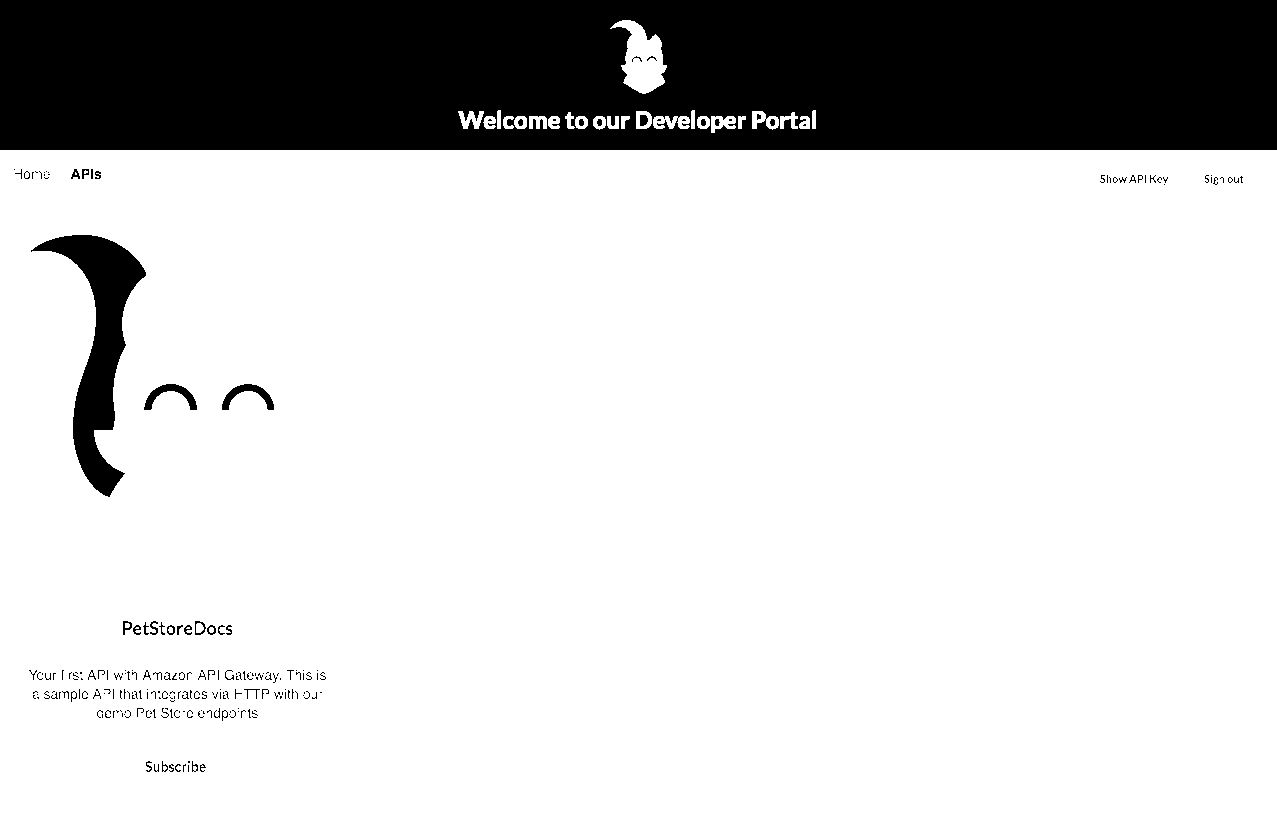 Welcome to our Developer Portal
Home APIs
Show API Key Sign out
PetStoreDocs
Your first API with Amazon API Gateway. This is
a sample API that integrates via HTTP with our
demo Pet Store endpoints
Subscribe